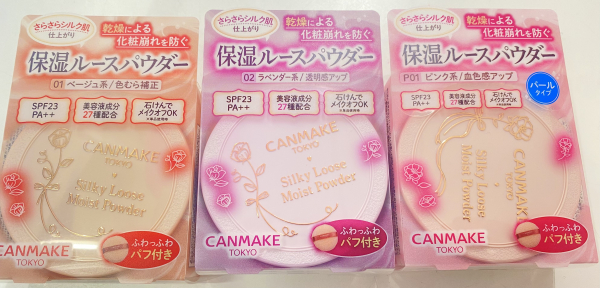 さらさらシルク肌
仕上がり
乾燥による
化粧崩れを防ぐ
保湿ルースパウダー
01 ベージュ系/色むら補正
SPF23
PA++
美容液成分
27種配合
石けんで
メイクオフOK
CANMAKE
TOKYO
Silky Loose
Moist Powder
ふわっふわ
パフ付き
CANMAKE
TOKYO
さらさらシルク肌
仕上がり
乾燥による
化粧崩れを防ぐ
保湿ルースパウダー
02 ラベンダー系/透明感アップ
SPF23
PA++
美容液成分
27種配合
石けんで
メイクオフOK
CANMAKE
TOKYO
Silky Loose
Moist Powder
ふわっふわ
パフ付き
CANMAKE
TOKYO
さらさらシルク肌
仕上がり
乾燥による
化粧崩れを防ぐ
保湿ルースパウダー
P01 ピンク系/血色感アップ
パール
タイプ
SPF23
PA++
美容液成分
27種配合
石けんで
メイクオフOK
CANMAKE
TOKYO
Silky Loose
Moist Powder
ふわっふわ
パフ付き
CANMAKE
TOKYO